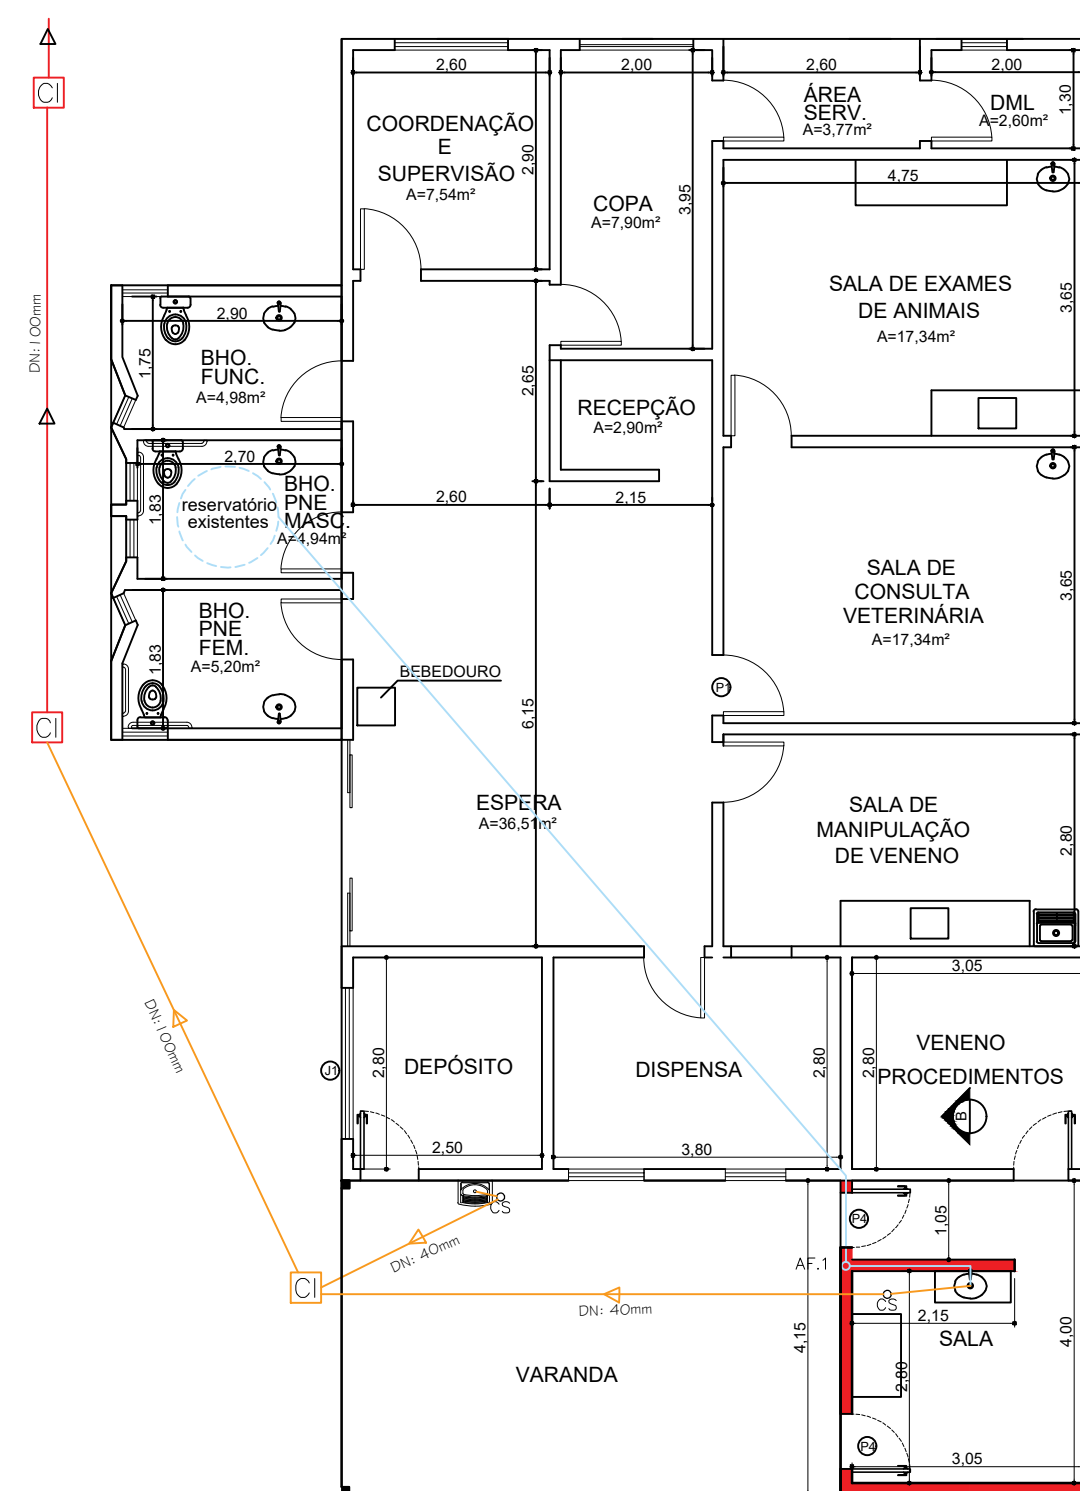 2,60
2,00
2,60
2,00
CI
COORDENAÇÃO
E
SUPERVISÃO
A=7,54m²
2,90
COPA
A=7,90m²
3,95
ÁREA
SERV.
A=3,77m²
DML
A=2,60m²
1,30
4,75
SALA DE EXAMES
DE ANIMAIS
A=17,34m²
3,65
DN:100mm
2,90
1,75
BHO.
FUNC.
A=4,98m²
2,65
RECEPÇÃO
A=2,90m²
2,70
1,83
reservatório
existentes
BHO.
PNE
MASC.
A=4,94m²
2,60
2,15
SALA DE
CONSULTA
VETERINÁRIA
A=17,34m²
3,65
BHO.
PNE
FEM.
A=5,20m²
1,83
BEBEDOURO
6,15
P1
CI
ESPERA
A=36,51m²
SALA DE
MANIPULAÇÃO
DE VENENO
2,80
DN:100mm
J1
2,80
DEPÓSITO
2,50
DISPENSA
2,80
3,80
3,05
2,80
VENENO
PROCEDIMENTOS
B
CS
DN: 40mm
CI
DN: 40mm
AF.1
P4
1,05
CS
2,15
SALA
4,00
4,15
2,80
VARANDA
P4
3,05